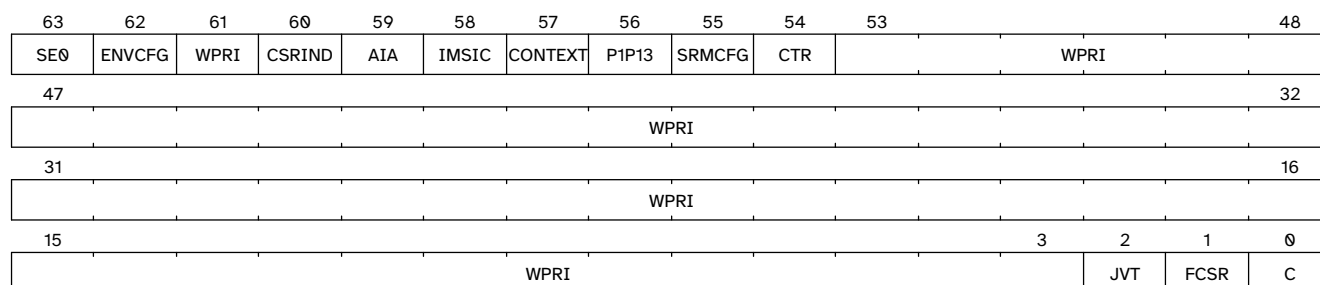 63 62 61 60 59 58 57 56 55 54 53 48
SE0 ENVCFG WPRI CSRIND AIA IMSIC CONTEXT P1P13 SRMCFG CTR WPRI
47 32
WPRI
31 16
WPRI
15 3 2 1 0
WPRI JVT FCSR C